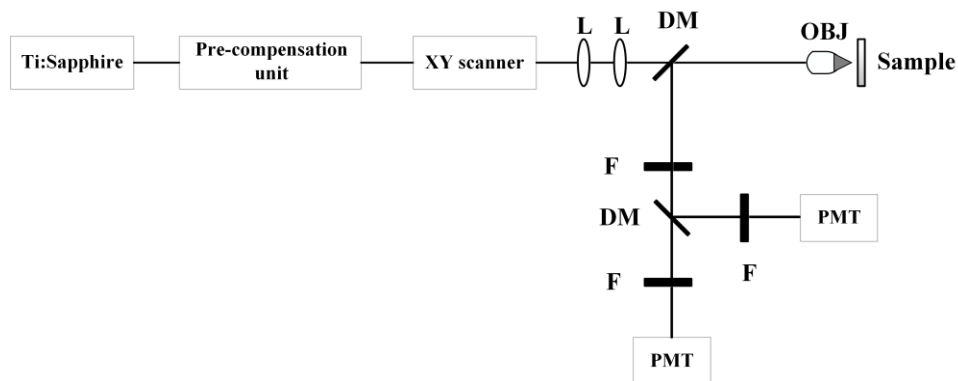 L L DM
OBJ
Ti:Sapphire
Pre-compensation
unit
XY scanner
Sample
F
DM
PMT
F
F
PMT